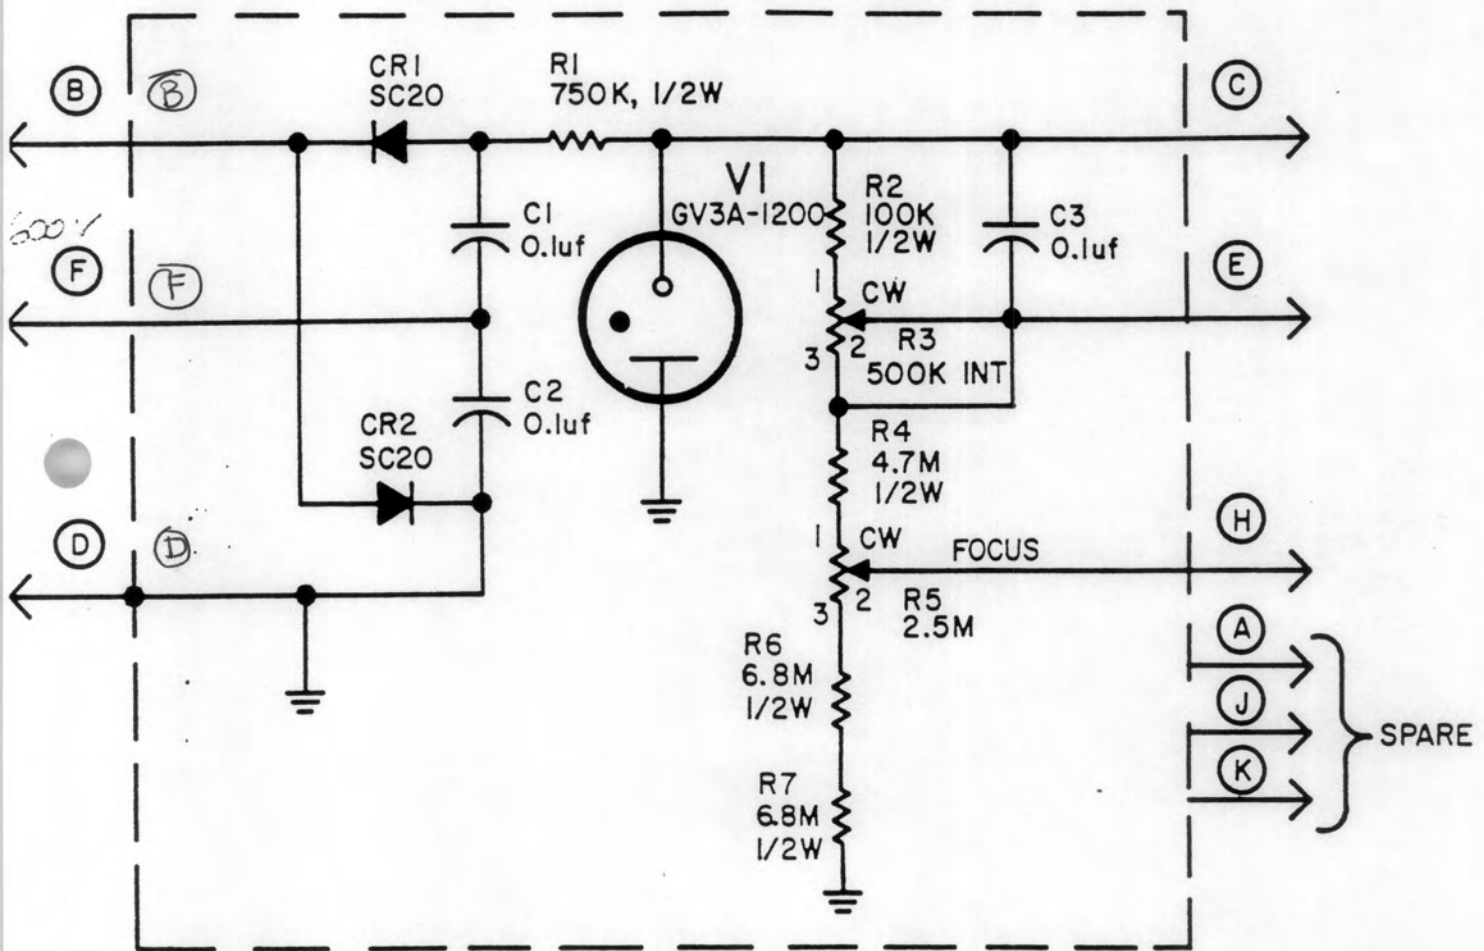 B
B
CR1
SC20
R1
750K, 1/2W
C
V1
GV3A-1200
R2
100K
1/2W
C1
0.1uf
C3
0.1uf
600V
F
F
E
1
CW
3
2
R3
500K INT
C2
0.1uf
CR2
SC20
R4
4.7M
1/2W
D
D
1
CW
FOCUS
H
3
2
R5
2.5M
R6
6.8M
1/2W
A
J
K
SPARE
R7
6.8M
1/2W